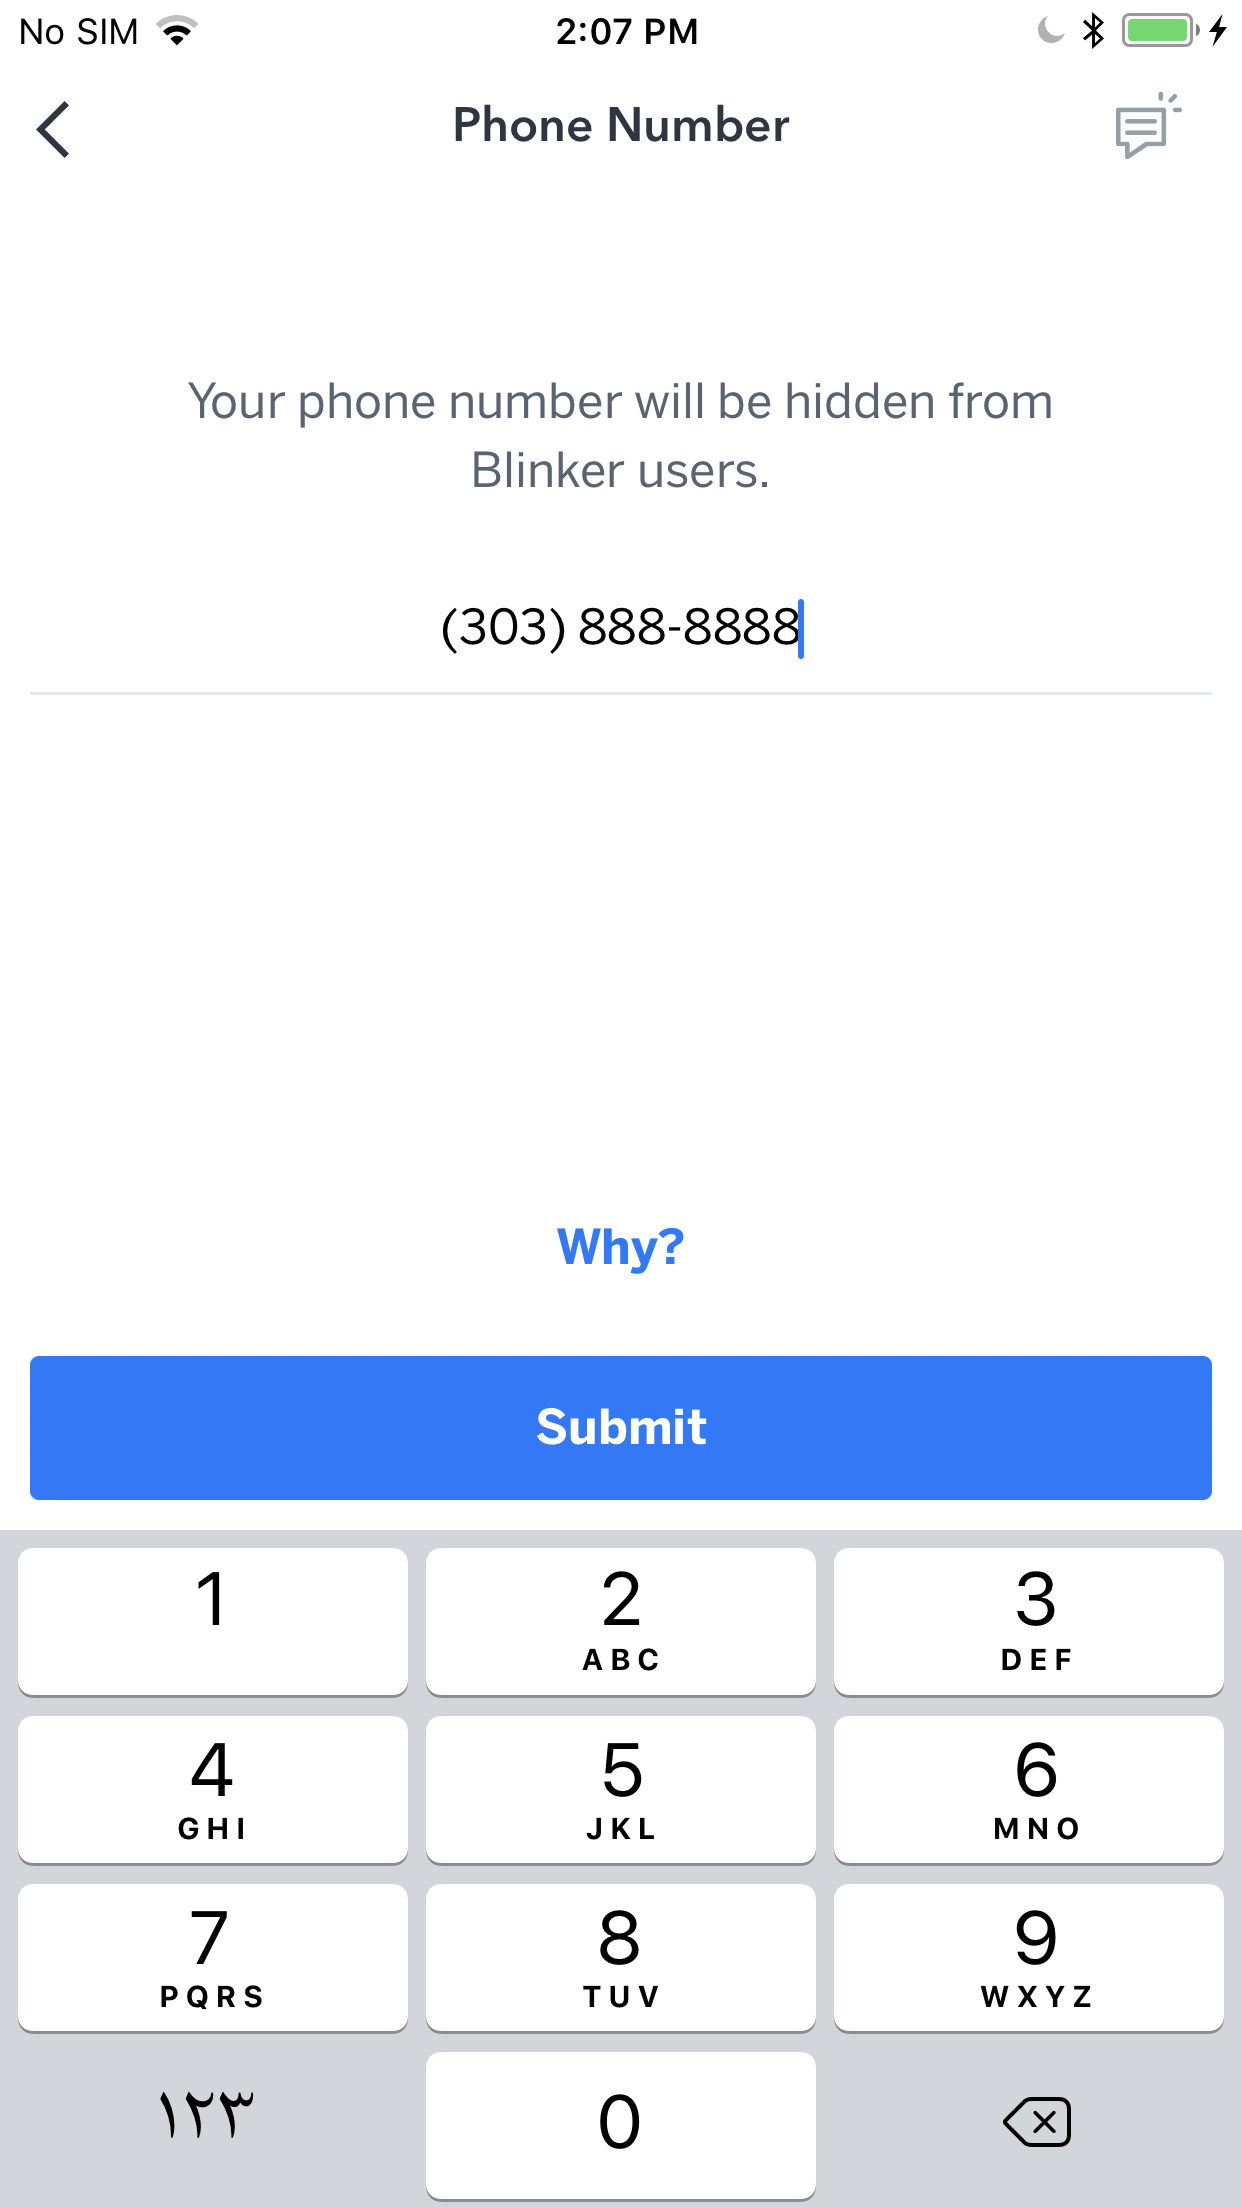 No SIM 2:07 PM
Phone Number
Your phone number will be hidden from
Blinker users.
(303) 888-8888
Why?
Submit
1 2 3
ABC DEF
4 5 6
GHI JKL MNO
7 8 9
PQRS TUV WXYZ
١٢٣ 0